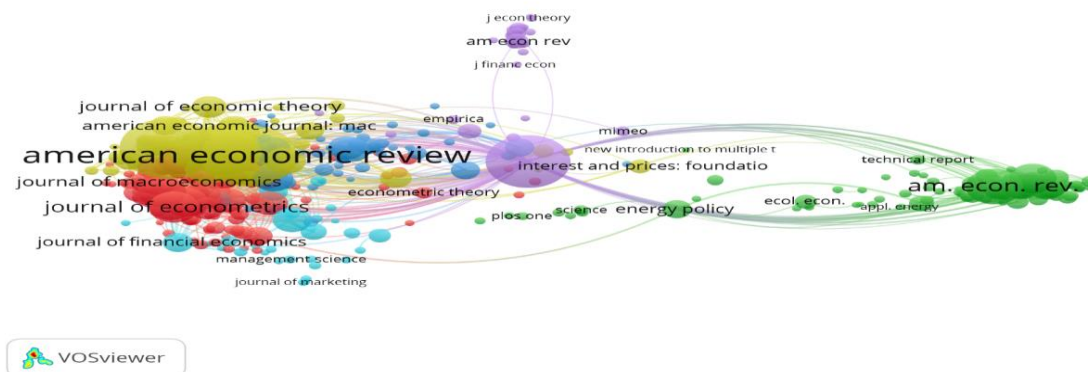 j econ theory
am econ rev
j financ econ
journal of economic theory
american economic journal: mac
empirica
mimeo
american economic review
new introduction to multiple t
interest and prices: foundatio
technical report
journal of macroeconomics
econometric theory
am. econ. rev.
journal of econometrics
plos one
science
energy policy
ecol. econ.
appl. energy
journal of financial economics
management science
journal of marketing
VOSviewer